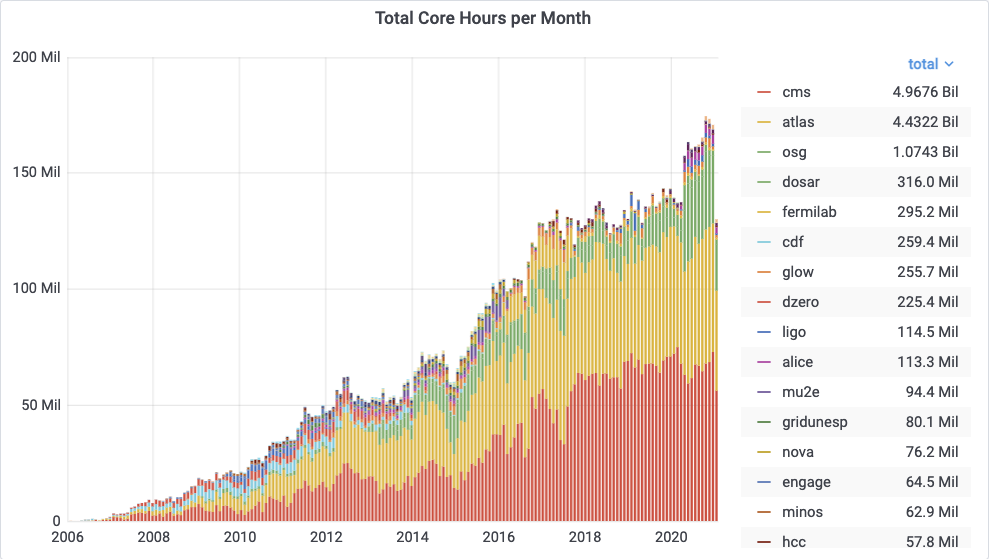 Total Core Hours per Month
200 Mil
150 Mil
100 Mil
50 Mil
0
2006 2008 2010 2012 2014 2016 2018 2020
total
cms 4.9676 Bil
atlas 4.4322 Bil
osg 1.0743 Bil
dosar 316.0 Mil
fermilab 295.2 Mil
cdf 259.4 Mil
glow 255.7 Mil
dzero 225.4 Mil
ligo 114.5 Mil
alice 113.3 Mil
mu2e 94.4 Mil
gridunesp 80.1 Mil
nova 76.2 Mil
engage 64.5 Mil
minos 62.9 Mil
hcc 57.8 Mil